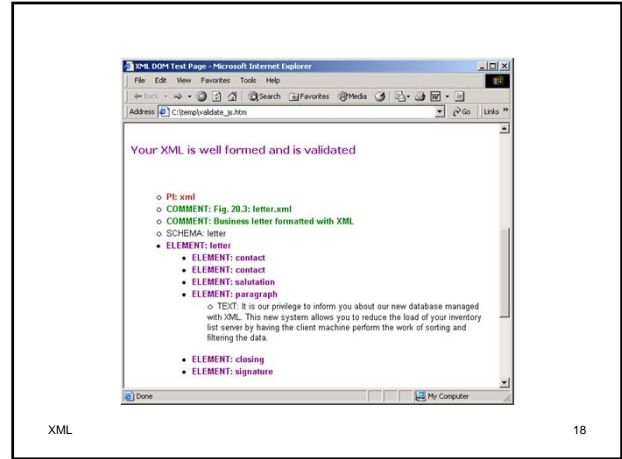 XML DOM Test Page - Microsoft Internet Explorer
File Edit View Favorites Tools Help
Back Search Favorites Media
Address C:\temp\validate_js.htm Go Links »
Your XML is well formed and is validated
PI: xml
COMMENT: Fig. 20.3: letter.xml
COMMENT: Business letter formatted with XML
SCHEMA: letter
ELEMENT: letter
ELEMENT: contact
ELEMENT: contact
ELEMENT: salutation
ELEMENT: paragraph
TEXT: It is our privilege to inform you about our new database managed
with XML. This new system allows you to reduce the load of your inventory
list server by having the client machine perform the work of sorting and
filtering the data.
ELEMENT: closing
ELEMENT: signature
Done My Computer
XML 18